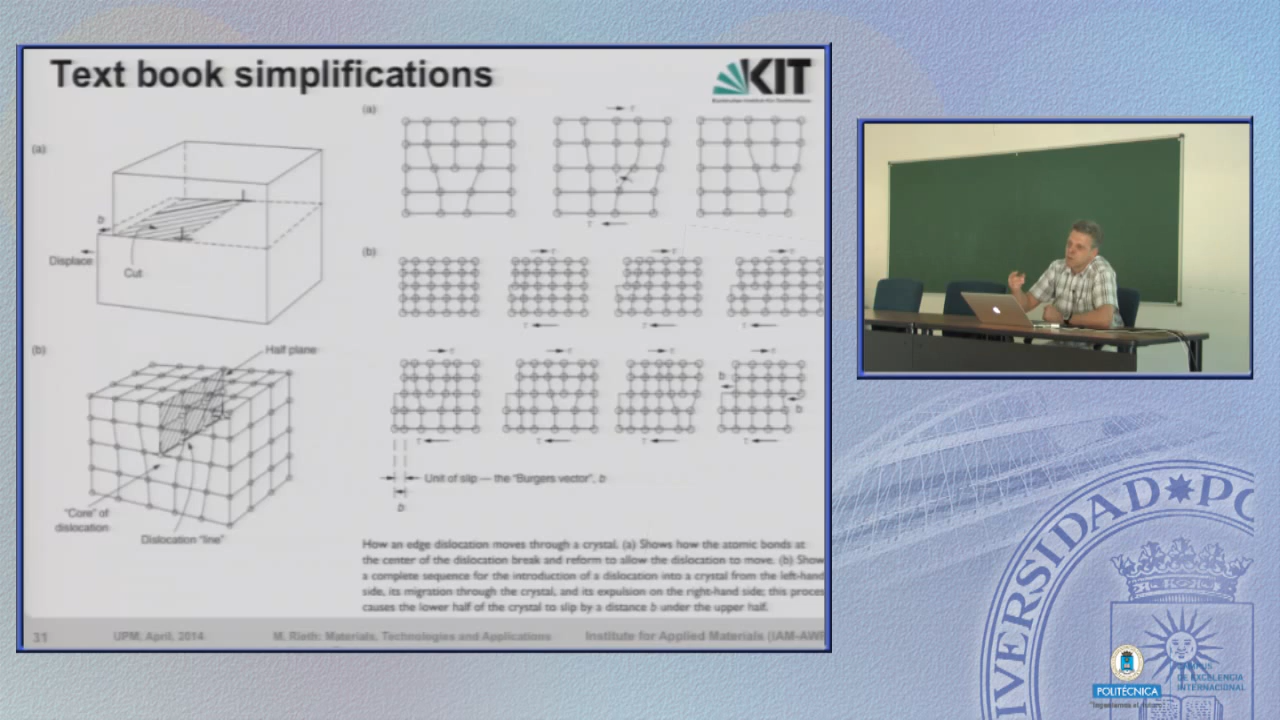 Text book simplifications
KIT
(a)
b
Displace
Cut
(b)
Half plane
"Core" of
dislocation
Dislocation "line"
(a)
τ
τ
(b)
τ
τ
τ
τ
τ
τ
τ
τ
τ
τ
b
b
τ
τ
τ
τ
Unit of slip — the "Burgers vector", b
b
How an edge dislocation moves through a crystal. (a) Shows how the atomic bonds at
the center of the dislocation break and reform to allow the dislocation to move. (b) Show
a complete sequence for the introduction of a dislocation into a crystal from the left-hand
side, its migration through the crystal, and its expulsion on the right-hand side; this proces
causes the lower half of the crystal to slip by a distance b under the upper half.
31
UPM, April, 2014
M. Rieth: Materials, Technologies and Applications
Institute for Applied Materials (IAM-AWP
IVERSIDAD PO
POLITÉCNICA
"Ingeniamos el futuro"
CAMPUS
DE EXCELENCIA
INTERNACIONAL